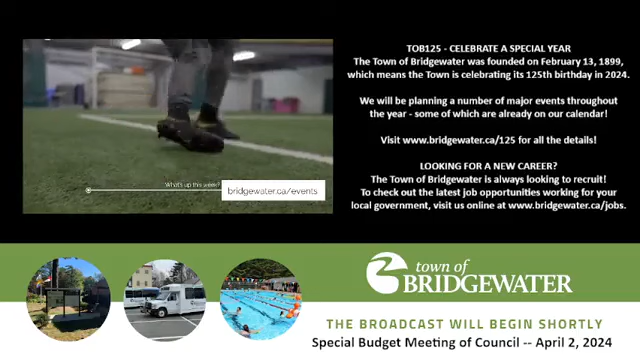 TOB125 - CELEBRATE A SPECIAL YEAR
The Town of Bridgewater was founded on February 13, 1899,
which means the Town is celebrating its 125th birthday in 2024.
We will be planning a number of major events throughout
the year - some of which are already on our calendar!
Visit www.bridgewater.ca/125 for all the details!
LOOKING FOR A NEW CAREER?
The Town of Bridgewater is always looking to recruit!
To check out the latest job opportunities working for your
local government, visit us online at www.bridgewater.ca/jobs.
What's up this week?
bridgewater.ca/events
town of
BRIDGEWATER
THE BROADCAST WILL BEGIN SHORTLY
Special Budget Meeting of Council -- April 2, 2024